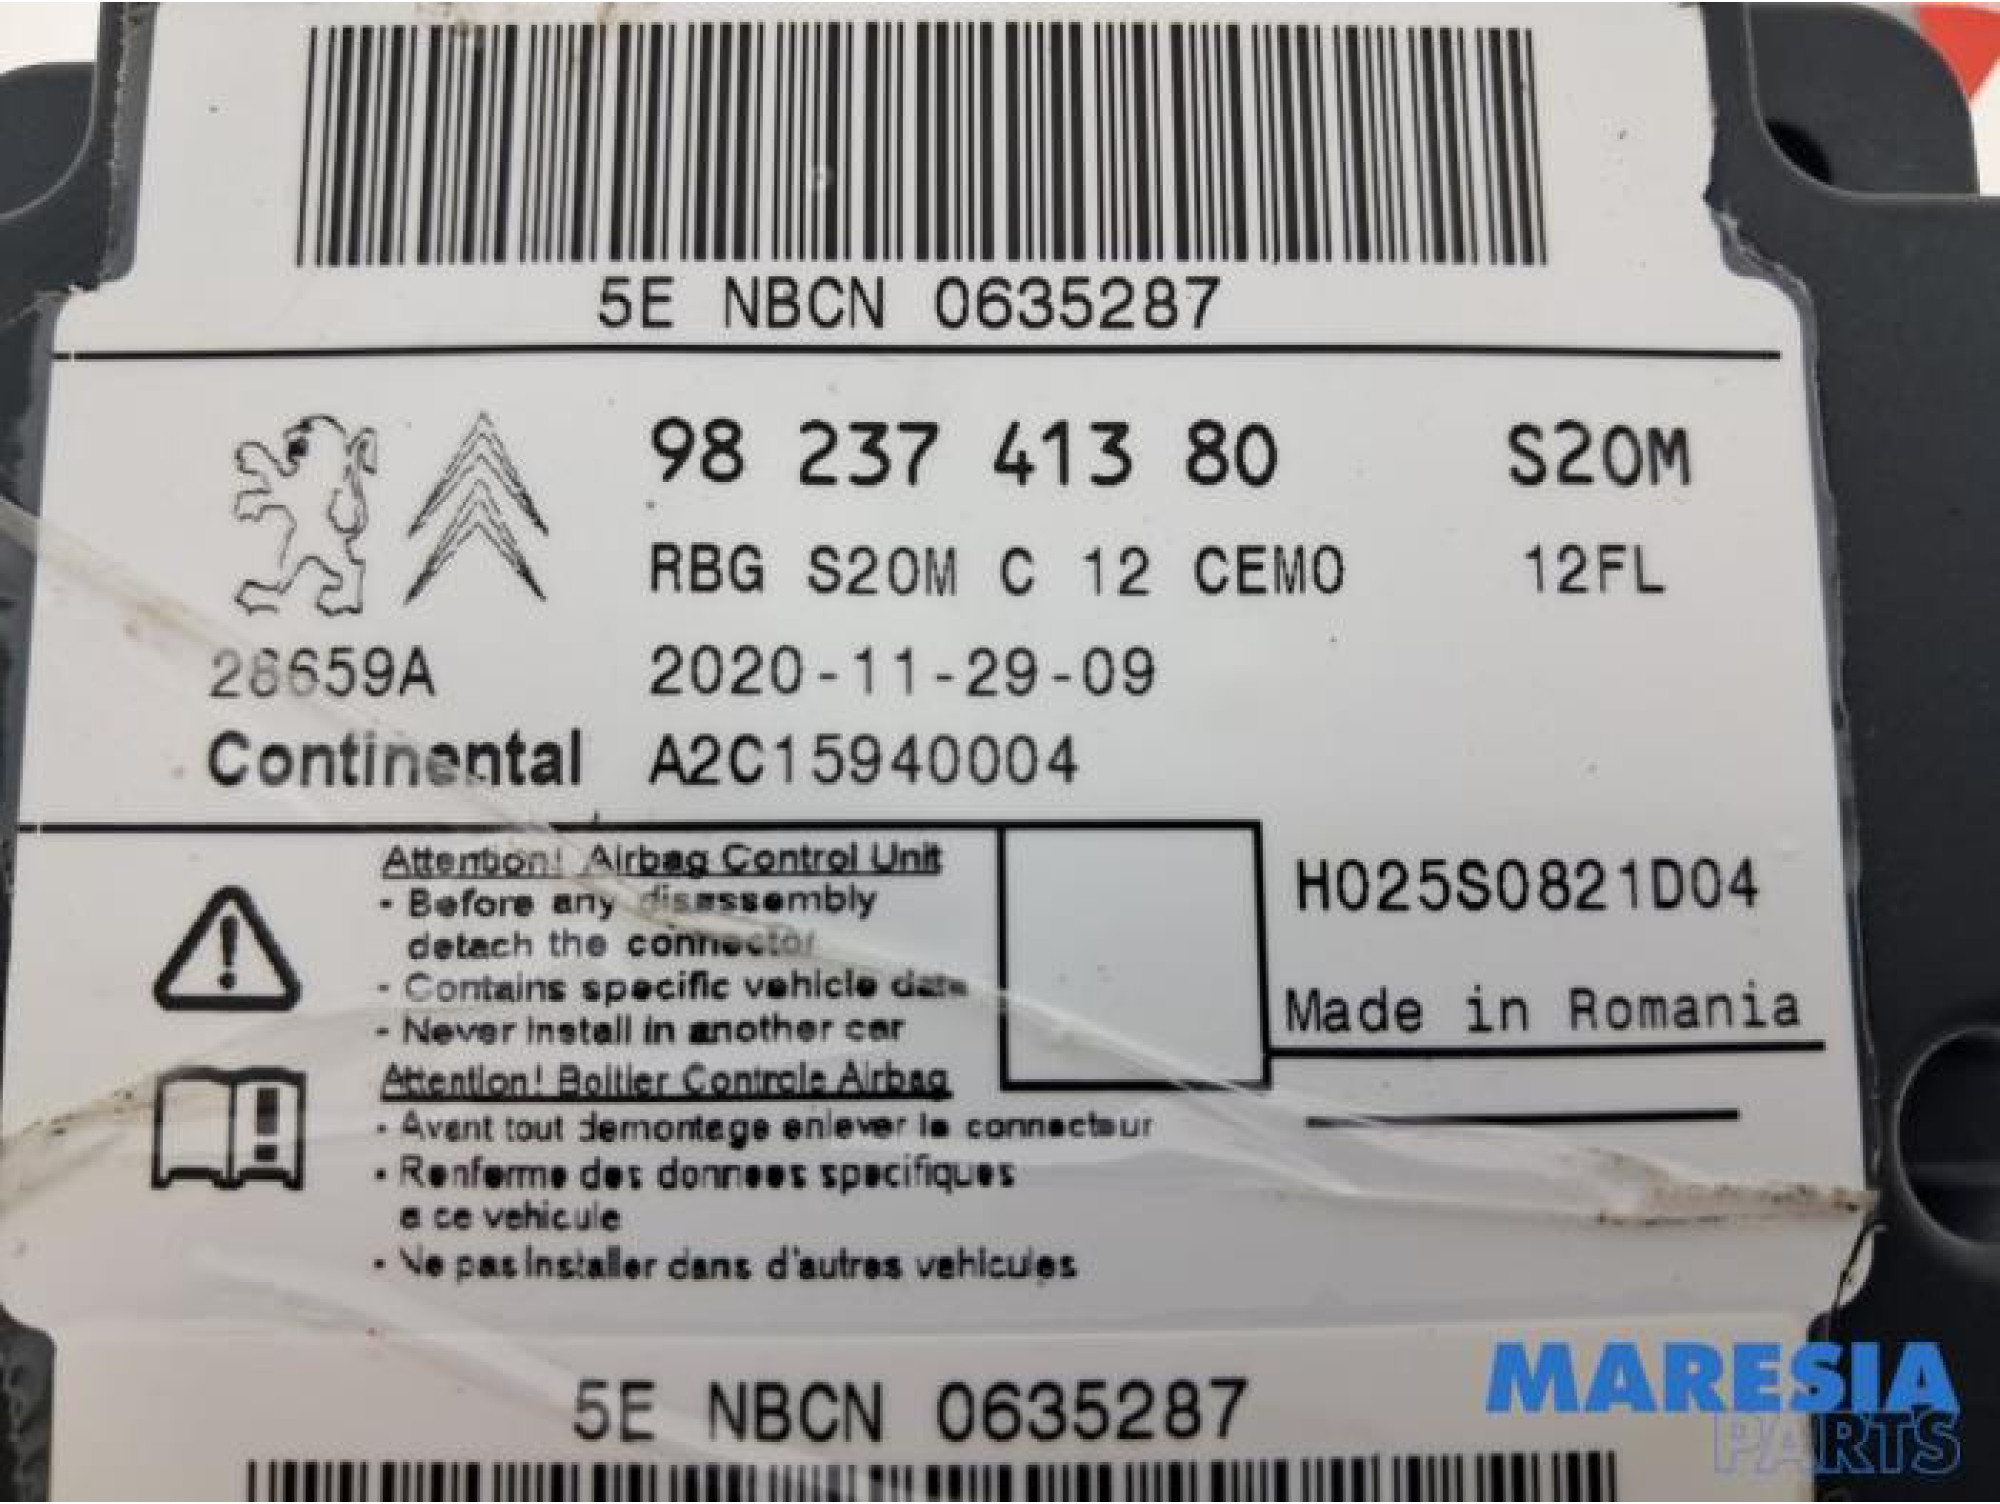 5E NBCN 0635287
98 237 413 80 S20M
RBG S20M C 12 CEMO 12FL
28659A 2020-11-29-09
Continental A2C15940004
Attention! Airbag Control Unit
- Before any disassembly
detach the connector
- Contains specific vehicle data
- Never install in another car
H025S0821D04
Made in Romania
Attention! Boitier Controle Airbag
- Avant tout demontage enlever le connecteur
- Renferme des donnees specifiques
a ce vehicule
- Ne pas installer dans d'autres vehicules
5E NBCN 0635287
MARESIA
PARTS